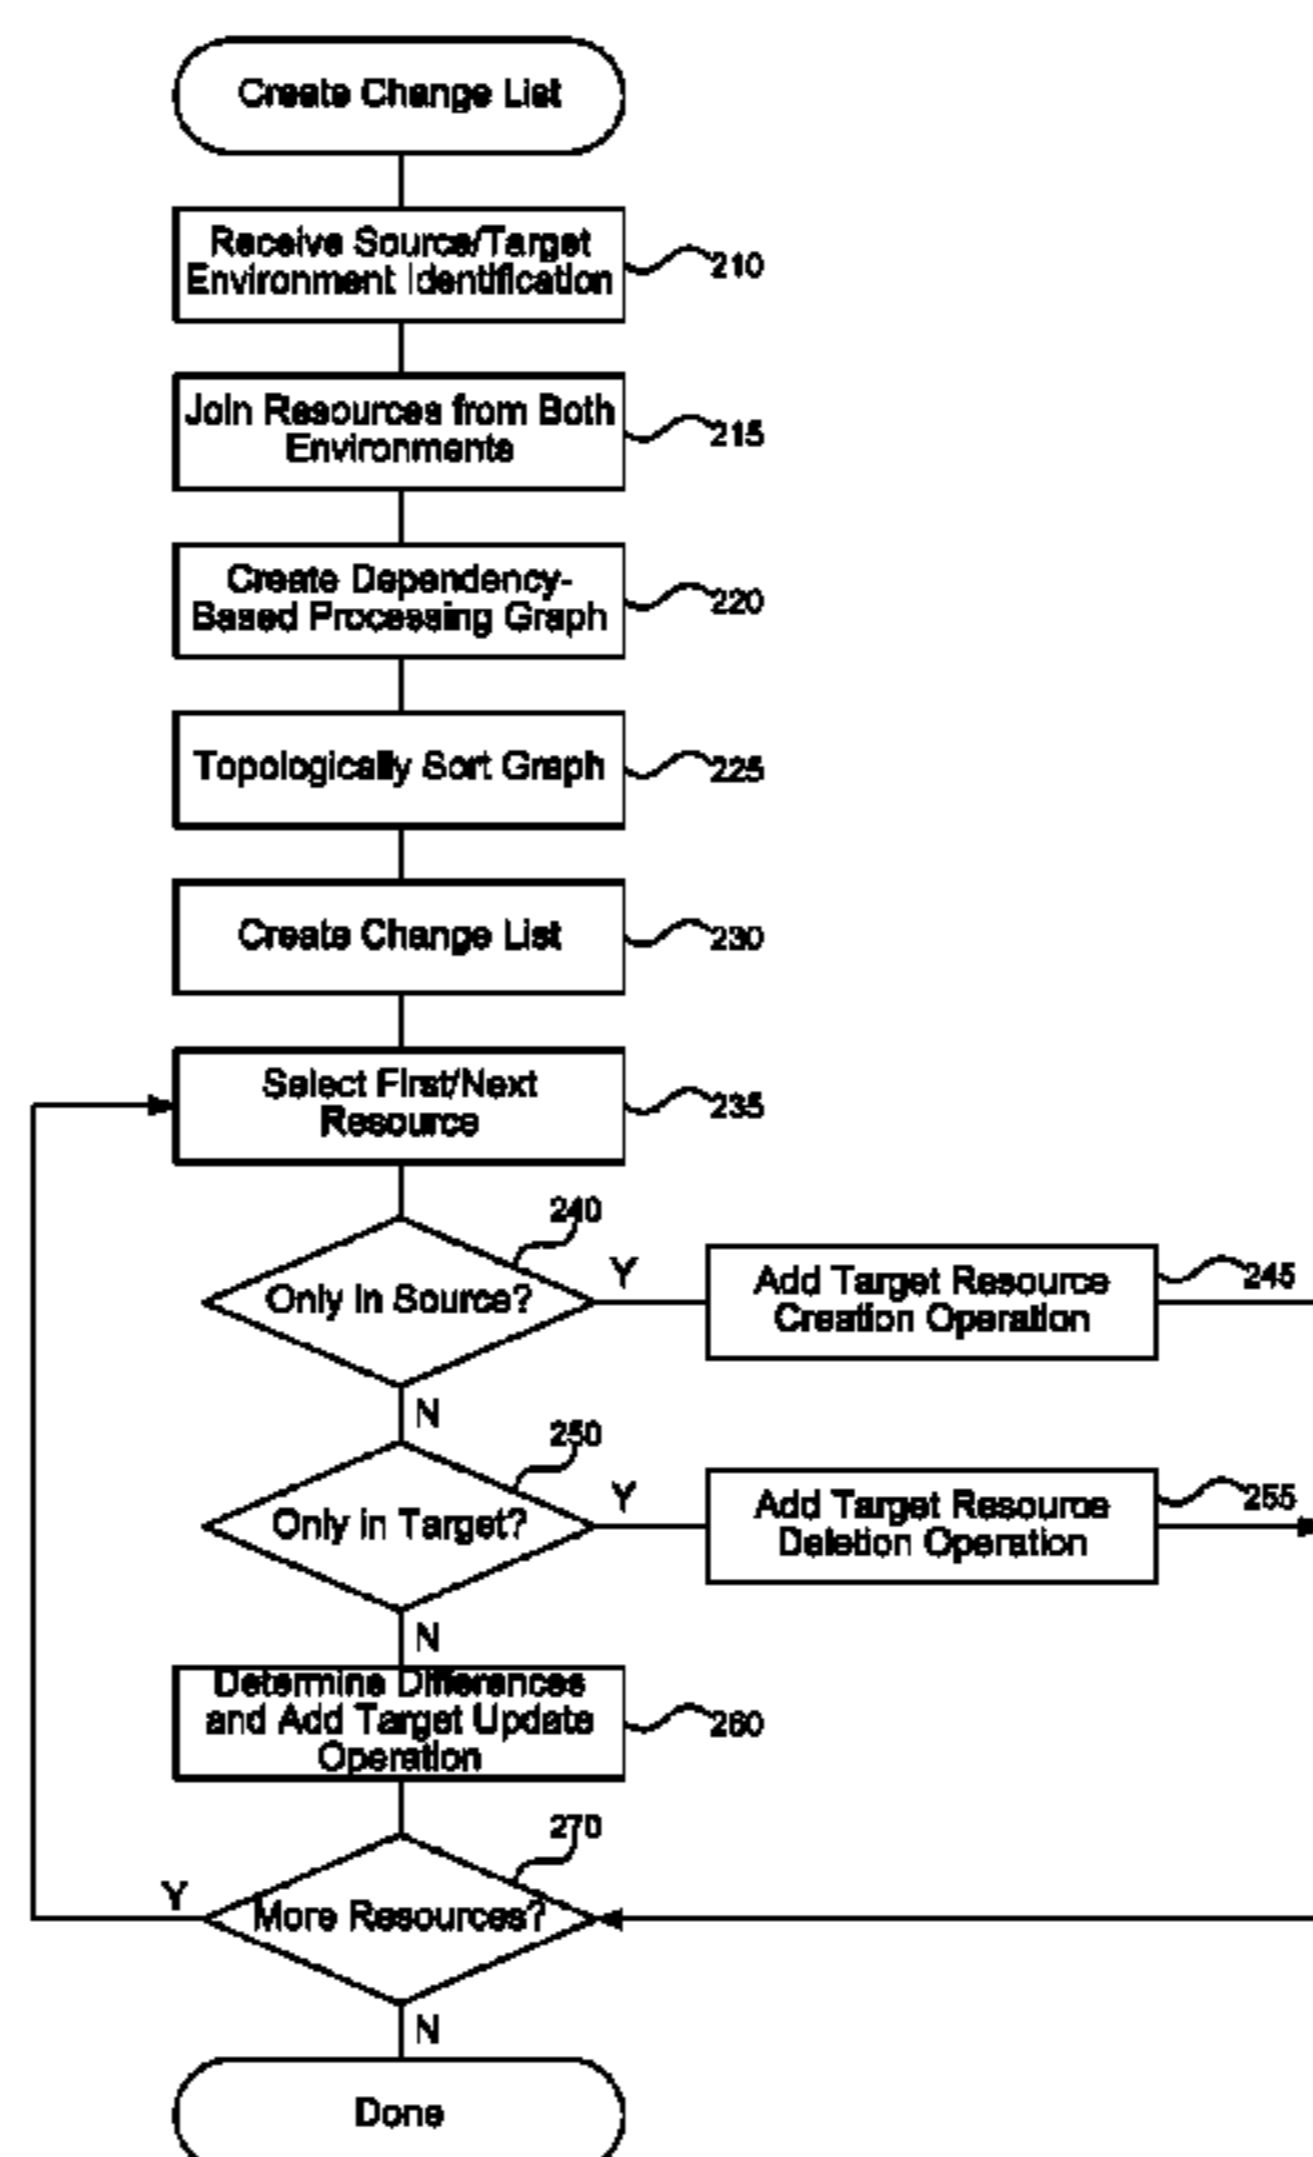 Create Change List
Receive Source/Target
Environment Identification
210
Join Resources from Both
Environments
215
Create Dependency-
Based Processing Graph
220
Topologically Sort Graph
225
Create Change List
230
Select First/Next
Resource
235
240
Only in Source?
Y
Add Target Resource
Creation Operation
245
N
250
Only in Target?
Y
Add Target Resource
Deletion Operation
255
N
Determine Differences
and Add Target Update
Operation
260
270
Y
More Resources?
N
Done